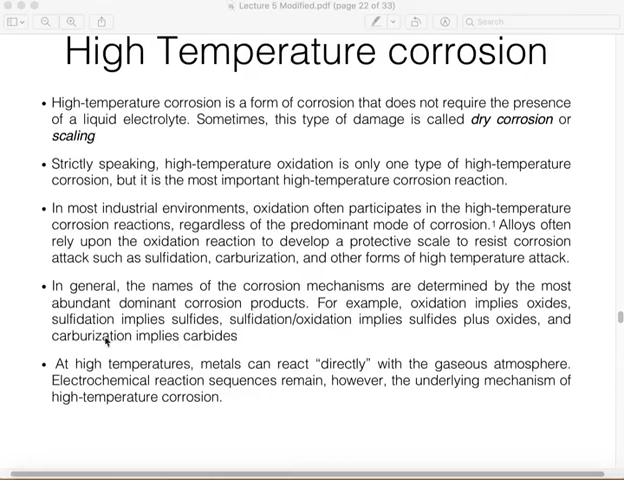 Lecture 5 Modified.pdf (page 22 of 33)
Search
High Temperature corrosion
• High-temperature corrosion is a form of corrosion that does not require the presence
of a liquid electrolyte. Sometimes, this type of damage is called dry corrosion or
scaling
• Strictly speaking, high-temperature oxidation is only one type of high-temperature
corrosion, but it is the most important high-temperature corrosion reaction.
• In most industrial environments, oxidation often participates in the high-temperature
corrosion reactions, regardless of the predominant mode of corrosion.¹ Alloys often
rely upon the oxidation reaction to develop a protective scale to resist corrosion
attack such as sulfidation, carburization, and other forms of high temperature attack.
• In general, the names of the corrosion mechanisms are determined by the most
abundant dominant corrosion products. For example, oxidation implies oxides,
sulfidation implies sulfides, sulfidation/oxidation implies sulfides plus oxides, and
carburization implies carbides
• At high temperatures, metals can react “directly” with the gaseous atmosphere.
Electrochemical reaction sequences remain, however, the underlying mechanism of
high-temperature corrosion.